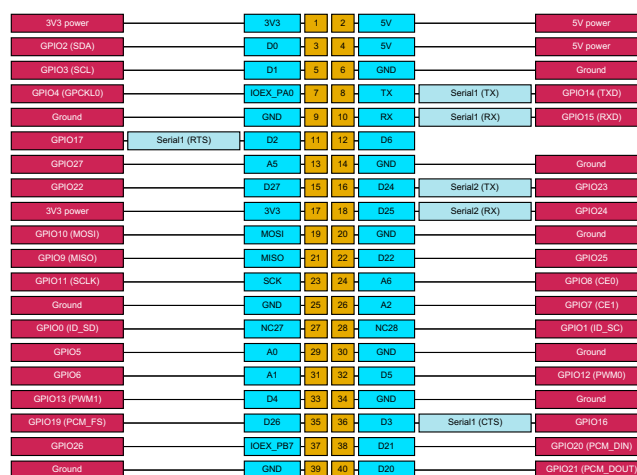 3V3 power 3V3 1 2 5V 5V power
GPIO2 (SDA) D0 3 4 5V 5V power
GPIO3 (SCL) D1 5 6 GND Ground
GPIO4 (GPCKL0) IOEX_PA0 7 8 TX Serial1 (TX) GPIO14 (TXD)
Ground GND 9 10 RX Serial1 (RX) GPIO15 (RXD)
GPIO17 Serial1 (RTS) D2 11 12 D6
GPIO27 A5 13 14 GND Ground
GPIO22 D27 15 16 D24 Serial2 (TX) GPIO23
3V3 power 3V3 17 18 D25 Serial2 (RX) GPIO24
GPIO10 (MOSI) MOSI 19 20 GND Ground
GPIO9 (MISO) MISO 21 22 D22 GPIO25
GPIO11 (SCLK) SCK 23 24 A6 GPIO8 (CE0)
Ground GND 25 26 A2 GPIO7 (CE1)
GPIO0 (ID_SD) NC27 27 28 NC28 GPIO1 (ID_SC)
GPIO5 A0 29 30 GND Ground
GPIO6 A1 31 32 D5 GPIO12 (PWM0)
GPIO13 (PWM1) D4 33 34 GND Ground
GPIO19 (PCM_FS) D26 35 36 D3 Serial1 (CTS) GPIO16
GPIO26 IOEX_PB7 37 38 D21 GPIO20 (PCM_DIN)
Ground GND 39 40 D20 GPIO21 (PCM_DOUT)